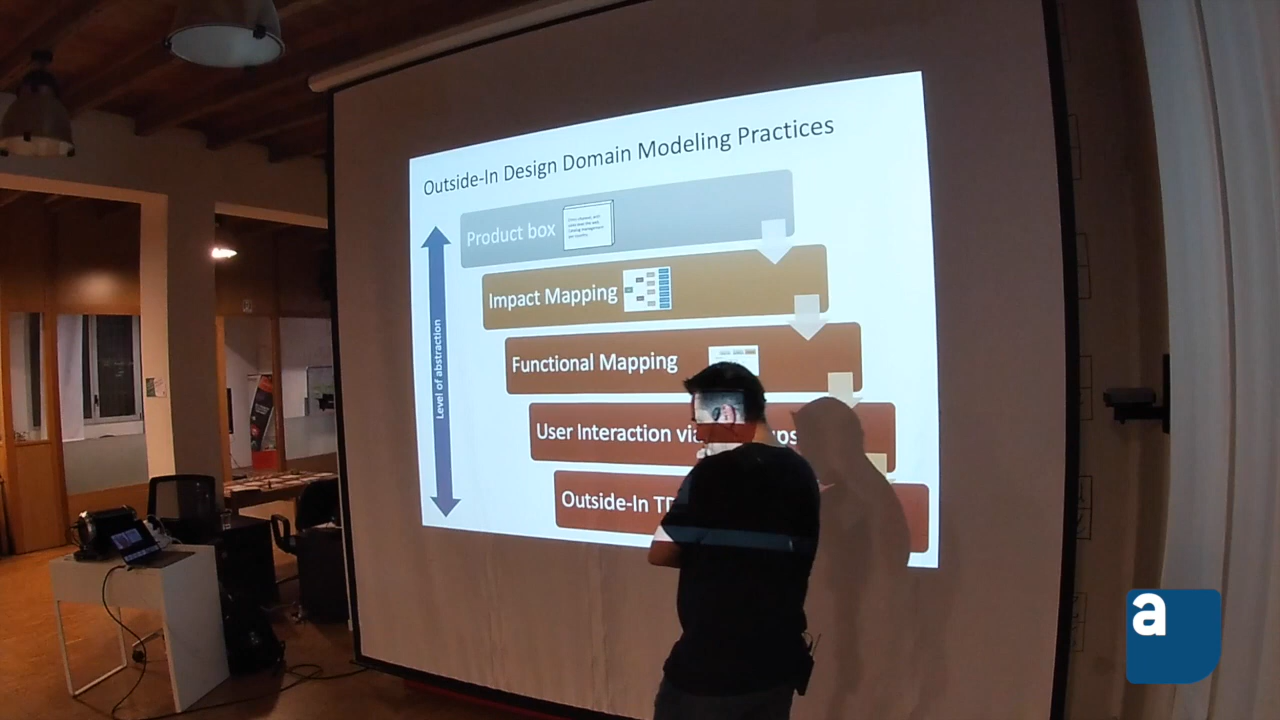 Outside-In Design Domain Modeling Practices
Level of abstraction
Product box
Impact Mapping
Functional Mapping
User Interaction via
Outside-In
a